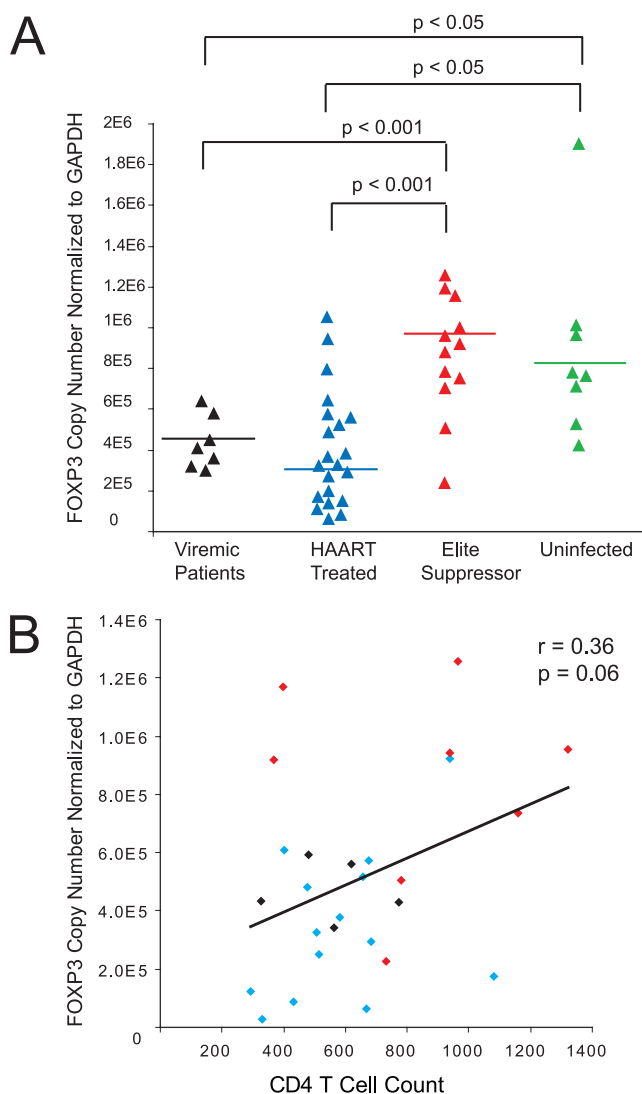 A
p < 0.05
p < 0.05
p < 0.001
p < 0.001
FOXP3 Copy Number Normalized to GAPDH
2E6
1.8E6
1.6E6
1.4E6
1.2E6
1E6
8E5
6E5
4E5
2E5
0
Viremic
Patients
HAART
Treated
Elite
Suppressor
Uninfected
B
r = 0.36
p = 0.06
FOXP3 Copy Number Normalized to GAPDH
1.4E6
1.2E6
1.0E6
8.0E5
6.0E5
4.0E5
2.0E5
0
200
400
600
800
1000
1200
1400
CD4 T Cell Count